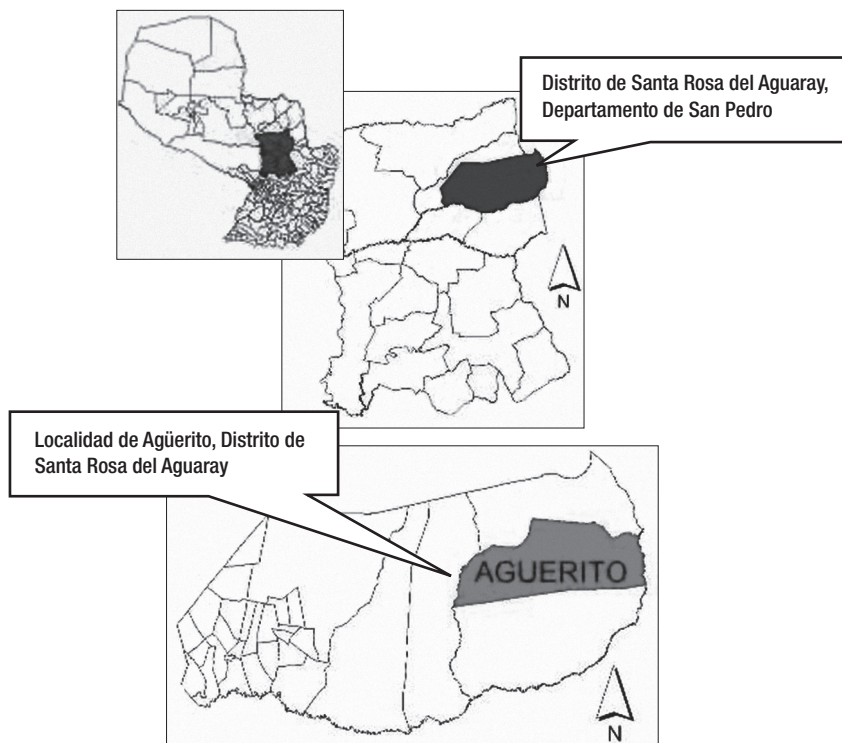 Distrito de Santa Rosa del Aguaray,
Departamento de San Pedro
N
Localidad de Agüerito, Distrito de
Santa Rosa del Aguaray
AGUERITO
N